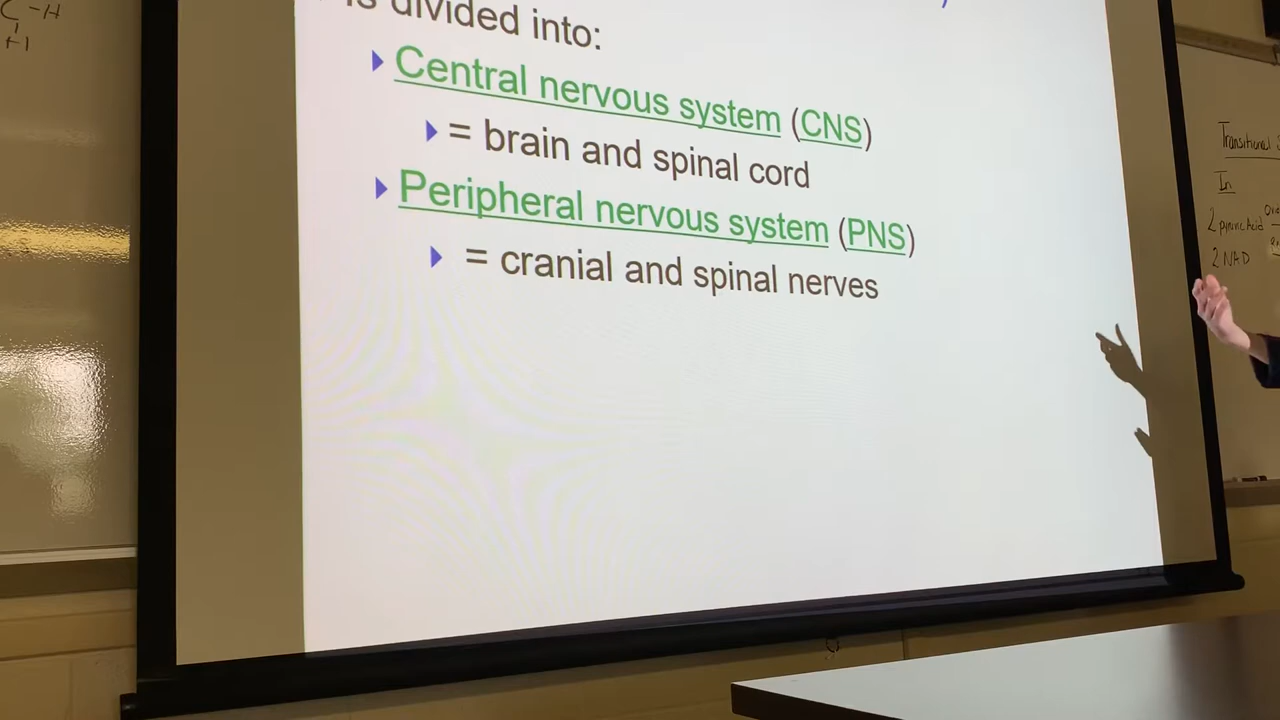 C-H
+1
is divided into:
Central nervous system (CNS)
= brain and spinal cord
Peripheral nervous system (PNS)
= cranial and spinal nerves
Transitional
In
2 pyruvic Acid
2 NAD